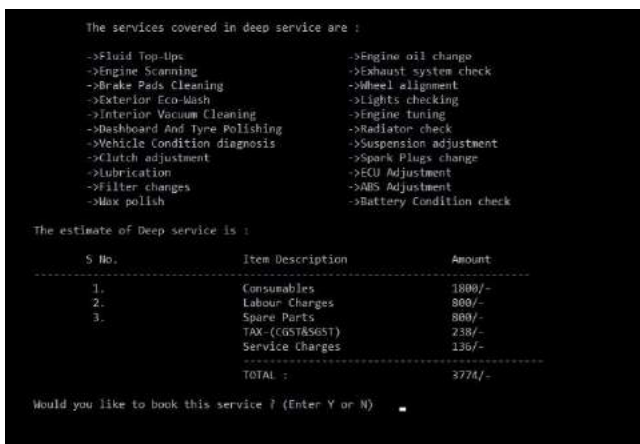 The services covered in deep service are :
->Fluid Top-Ups ->Engine oil change
->Engine Scanning ->Exhaust system check
->Brake Pads Cleaning ->Wheel alignment
->Exterior Eco-Wash ->Lights checking
->Interior Vacuum Cleaning ->Engine tuning
->Dashboard And Tyre Polishing ->Radiator check
->Vehicle Condition diagnosis ->Suspension adjustment
->Clutch adjustment ->Spark Plugs change
->Lubrication ->ECU Adjustment
->Filter changes ->ABS Adjustment
->Wax polish ->Battery Condition check
The estimate of Deep service is :
S No. Item Description Amount
1. Consumables 1800/-
2. Labour Charges 800/-
3. Spare Parts 800/-
TAX-(CGST&SGST) 238/-
Service Charges 136/-
TOTAL : 3774/-
Would you like to book this service ? (Enter Y or N)